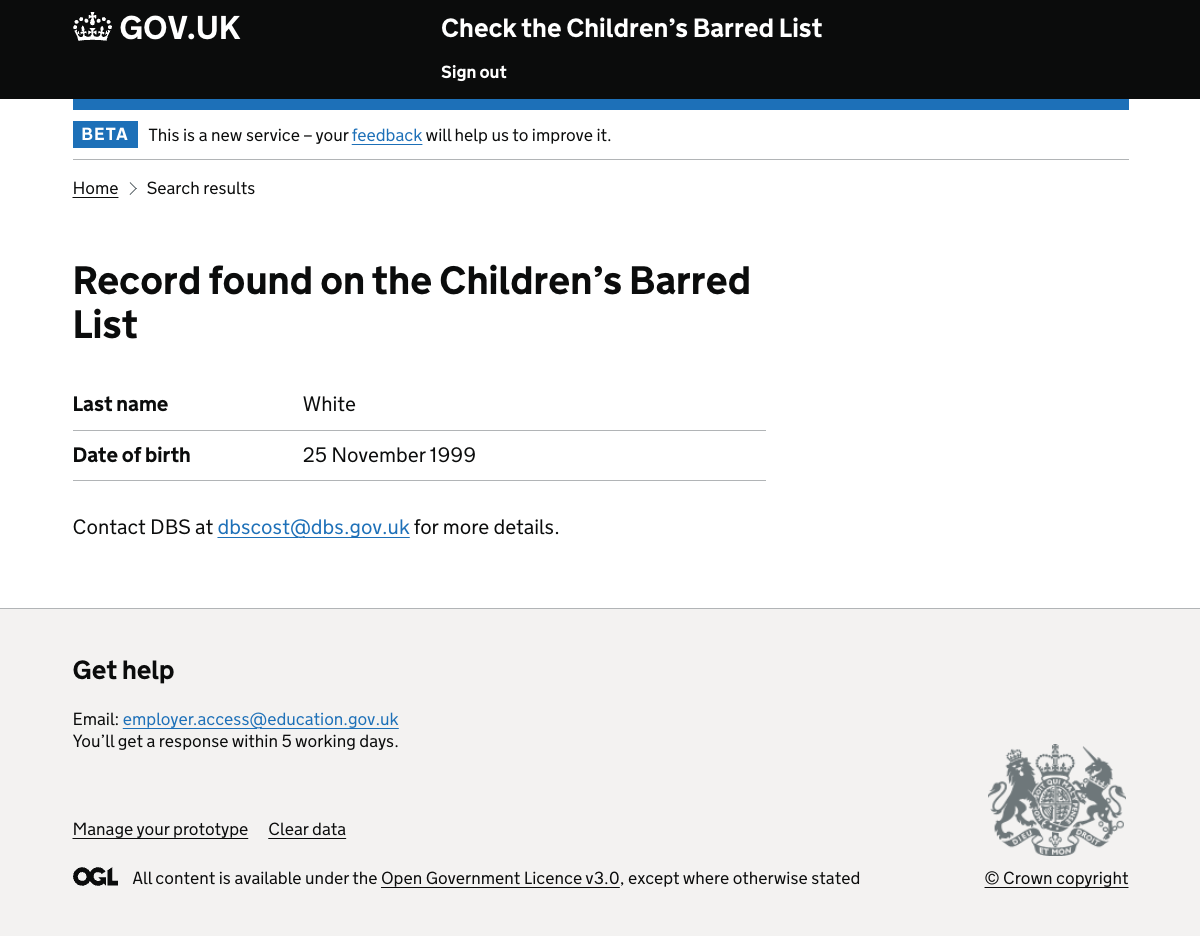 GOV.UK
Check the Children’s Barred List
Sign out
BETA This is a new service – your feedback will help us to improve it.
Home > Search results
Record found on the Children’s Barred
List
Last name White
Date of birth 25 November 1999
Contact DBS at dbscost@dbs.gov.uk for more details.
Get help
Email: employer.access@education.gov.uk
You’ll get a response within 5 working days.
Manage your prototype Clear data
DIEU ET MON DROIT
OGL All content is available under the Open Government Licence v3.0, except where otherwise stated
© Crown copyright